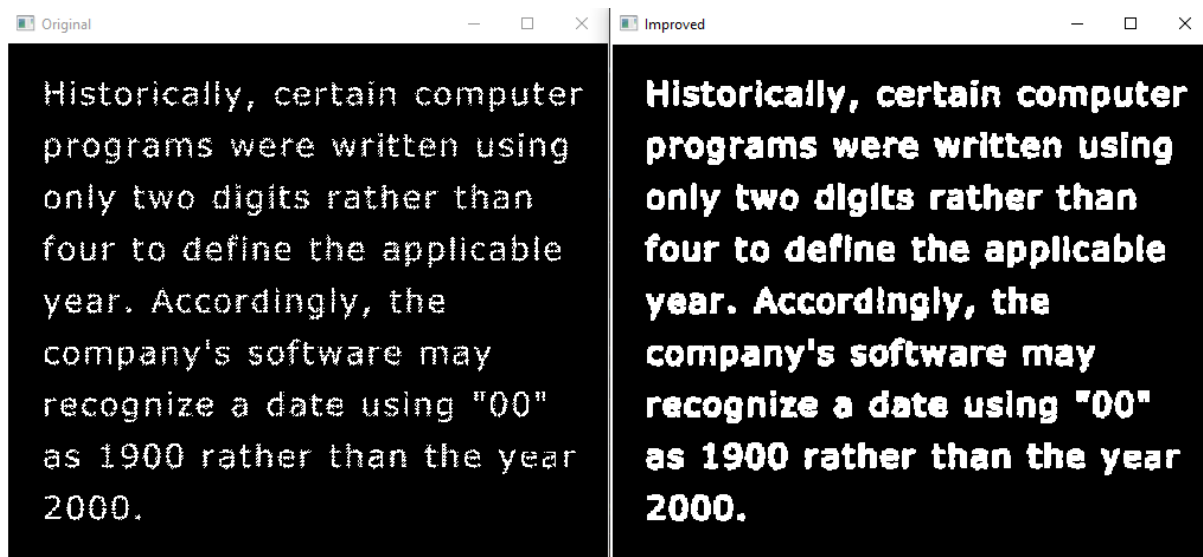 Original
Historically, certain computer
programs were written using
only two digits rather than
four to define the applicable
year. Accordingly, the
company's software may
recognize a date using "00"
as 1900 rather than the year
2000.
Improved
Historically, certain computer
programs were written using
only two digits rather than
four to define the applicable
year. Accordingly, the
company's software may
recognize a date using "00"
as 1900 rather than the year
2000.